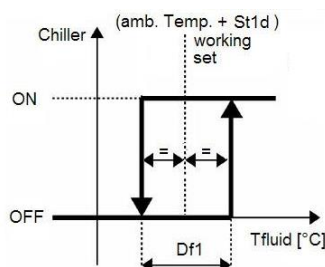 (amb. Temp. + St1d )
Chiller
working
set
ON
= =
OFF
Tfluid [°C]
Df1